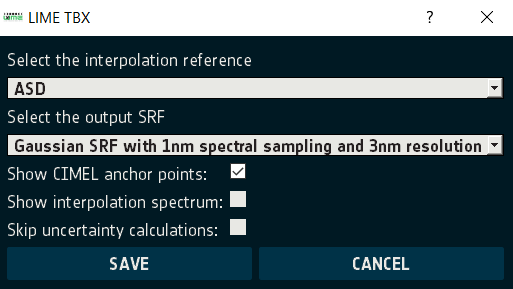 LIME TBX
?
Select the interpolation reference
ASD
Select the output SRF
Gaussian SRF with 1nm spectral sampling and 3nm resolution
Show CIMEL anchor points:
Show interpolation spectrum:
Skip uncertainty calculations:
SAVE
CANCEL